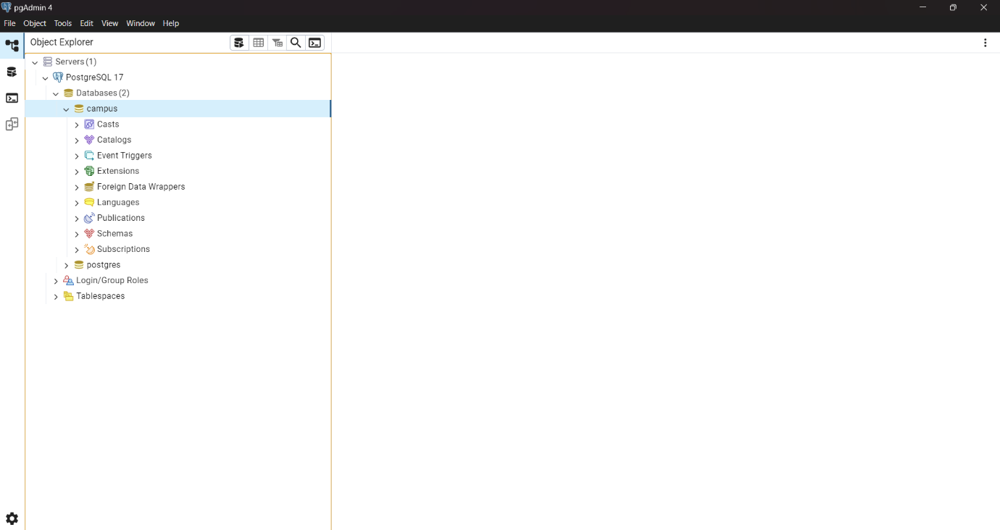 pgAdmin 4
File Object Tools Edit View Window Help
Object Explorer
Servers (1)
PostgreSQL 17
Databases (2)
campus
Casts
Catalogs
Event Triggers
Extensions
Foreign Data Wrappers
Languages
Publications
Schemas
Subscriptions
postgres
Login/Group Roles
Tablespaces